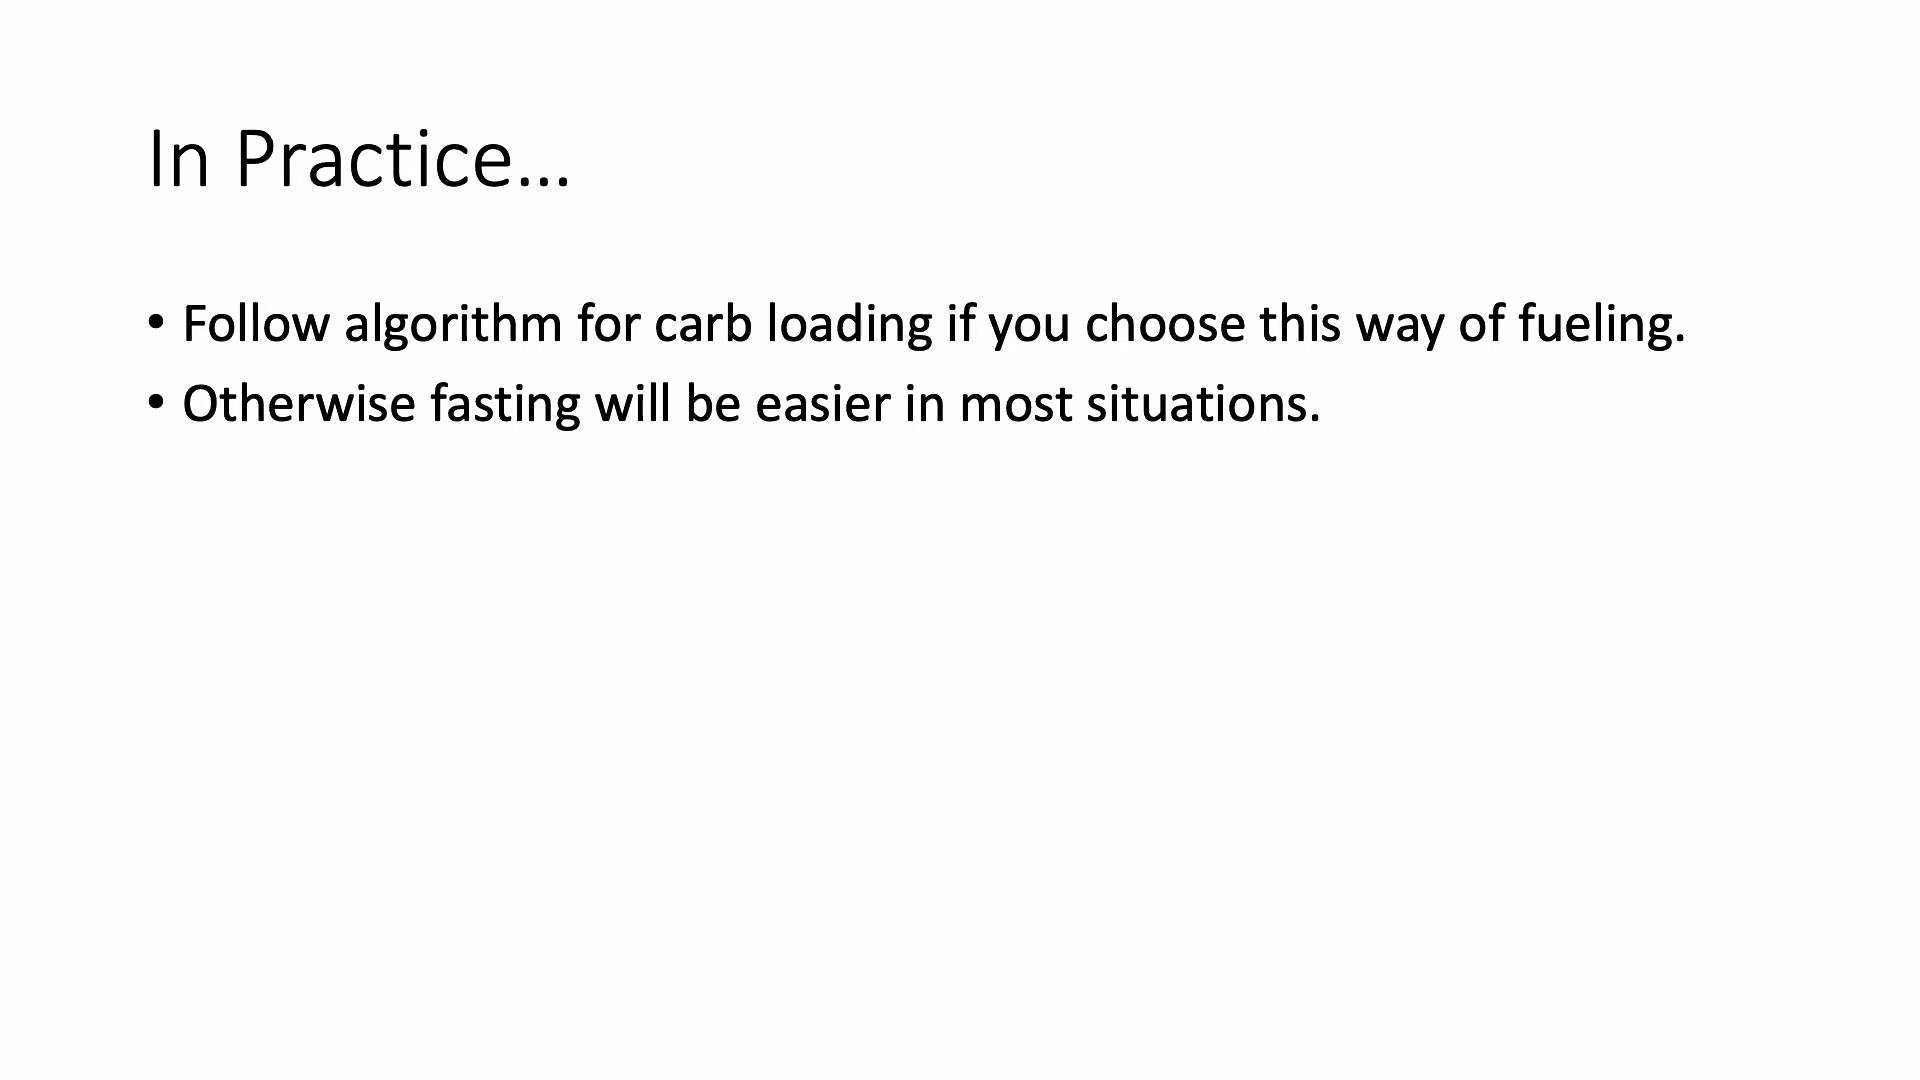 In Practice…
• Follow algorithm for carb loading if you choose this way of fueling.
• Otherwise fasting will be easier in most situations.